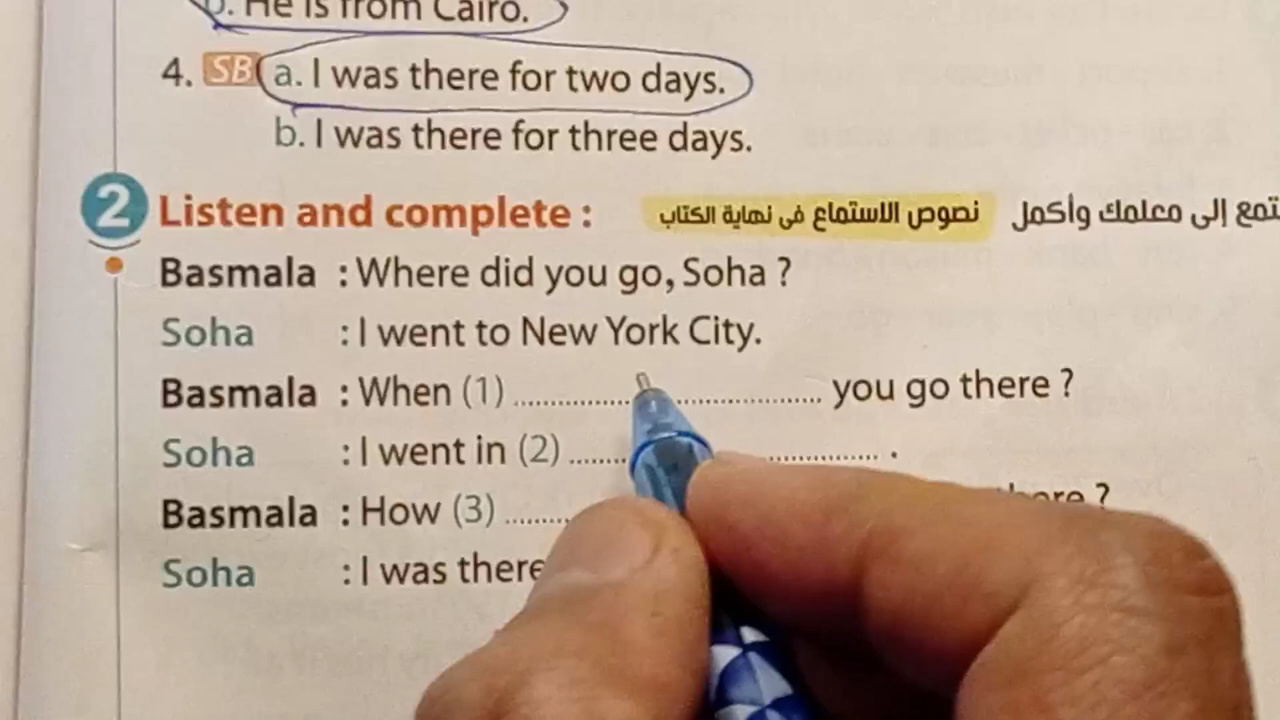 b. He is from Cairo.
4. SB a. I was there for two days.
b. I was there for three days.
2 Listen and complete : نصوص الاستماع فى نهاية الكتاب تمع إلى معلمك وأكمل
Basmala : Where did you go, Soha ?
Soha : I went to New York City.
Basmala : When (1) .................... you go there ?
Soha : I went in (2) .................... .
Basmala : How (3) .......... there ?
Soha : I was there